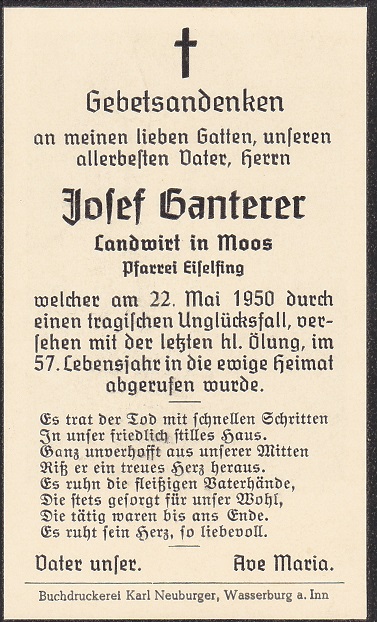 Gebetsandenken
an meinen lieben Gatten, unseren
allerbesten Vater, Herrn
Josef Ganterer
Landwirt in Moos
Pfarrei Eiselfing
welcher am 22. Mai 1950 durch
einen tragischen Unglücksfall, ver-
sehen mit der letzten hl. Ölung, im
57. Lebensjahr in die ewige Heimat
abgerufen wurde.
Es trat der Tod mit schnellen Schritten
In unser friedlich stilles Haus.
Ganz unverhofft aus unserer Mitten
Riß er ein treues Herz heraus.
Es ruhn die fleißigen Vaterhände,
Die stets gesorgt für unser Wohl,
Die tätig waren bis ans Ende.
Es ruht sein Herz, so liebevoll.
Vater unser. Ave Maria.
Buchdruckerei Karl Neuburger, Wasserburg a. Inn